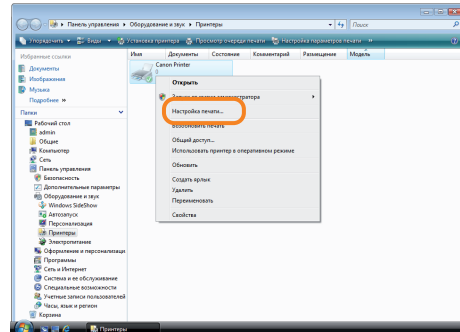 Панель управления ▸ Оборудование и звук ▸ Принтеры
Поиск
Упорядочить Виды Установка принтера Просмотр очереди печати Настройка параметров печати »
Избранные ссылки
Документы
Изображения
Музыка
Подробнее »
Папки
Рабочий стол
admin
Общие
Компьютер
Сеть
Панель управления
Безопасность
Дополнительные параметры
Оборудование и звук
Windows SideShow
Автозапуск
Персонализация
Принтеры
Электропитание
Оформление и персонализаци
Программы
Сеть и Интернет
Система и ее обслуживание
Специальные возможности
Учетные записи пользователей
Часы, язык и регион
Корзина
Имя Документы Состояние Комментарий Размещение Модель
Canon Printer
0
Открыть
администратора
Настройка печати...
Возобновить печать
Общий доступ...
Использовать принтер в оперативном режиме
Обновить
Создать ярлык
Удалить
Переименовать
Свойства
Принтеры